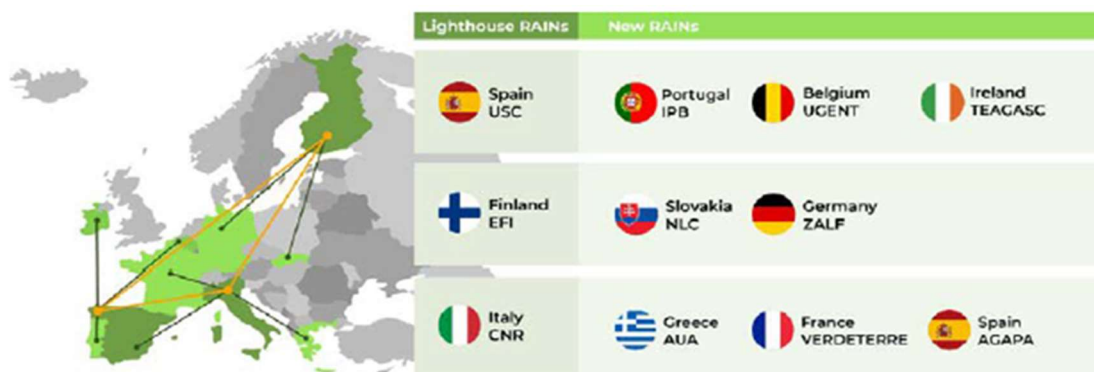 Lighthouse RAINs
New RAINs
Spain
USC
Portugal
IPB
Belgium
UGENT
Ireland
TEAGASC
Finland
EFI
Slovakia
NLC
Germany
ZALF
Italy
CNR
Greece
AUA
France
VERDETERRE
Spain
AGAPA